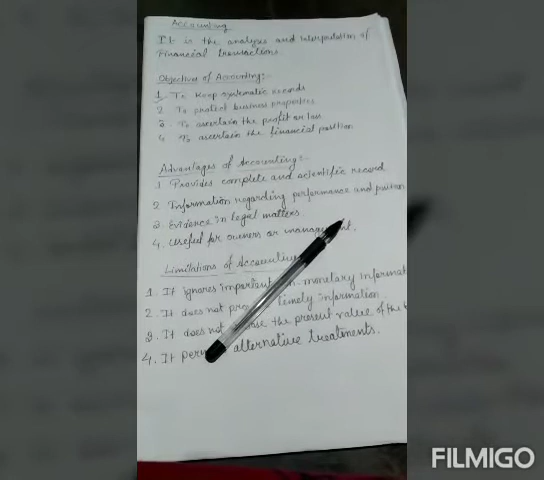 Accounting
It is the analysis and interpretation of
Financial transactions
Objectives of Accounting:-
1. To Keep systematic records
2 To protect business properties
3. To ascertain the profit or loss
4. To ascertain the financial position
Advantages of Accounting:-
1 Provides complete and scientific record
2 Information regarding performance and position
3. Evidence in legal matters.
4. Useful for owners or management.
Limitations of Accounting
1. It ignores important monetary
2. It does not timely information
3. It does not the present value of the
4. It alternative treatments.
FILMIGO